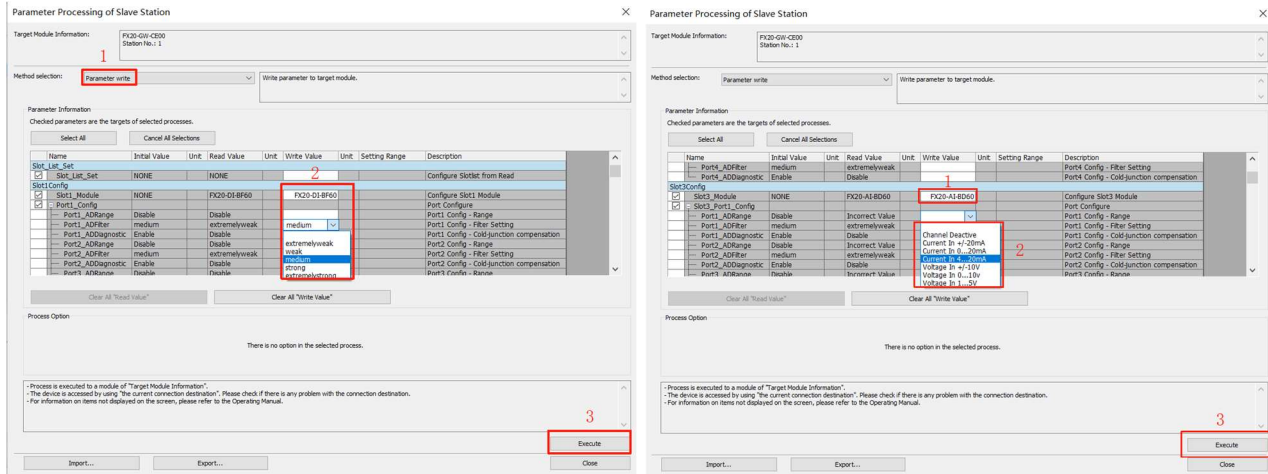 Parameter Processing of Slave Station
Target Module Information:
FX20-GW-CE00
Station No.: 1
1
Method selection:
Parameter write
Write parameter to target module.
Parameter Information
Checked parameters are the targets of selected processes.
Select All Cancel All Selections
Name Initial Value Unit Read Value Unit Write Value Unit Setting Range Description
Slot_List_Set
Slot_List_Set NONE NONE 2 Configure Slotlist from Read
Slot1Config
Slot1_Module NONE FX20-DI-BF60 FX20-DI-BF60 Configure Slot1 Module
Port1_Config Port Configure
Port1_ADRange Disable Disable Port1 Config - Range
Port1_ADFilter medium extremelyweak medium Port1 Config - Filter Setting
Port1_ADDiagnostic Enable Disable Port1 Config - Cold-junction compensation
Port2_ADRange Disable Disable Port2 Config - Range
Port2_ADFilter medium extremelyweak Port2 Config - Filter Setting
Port2_ADDiagnostic Enable Disable Port2 Config - Cold-junction compensation
Port3_ADRange Disable Disable Port3 Config - Range
extremelyweak
weak
medium
strong
extremelystrong
Clear All "Read Value" Clear All "Write Value"
Process Option
There is no option in the selected process.
- Process is executed to a module of "Target Module Information".
- The device is accessed by using "the current connection destination". Please check if there is any problem with the connection destination.
- For information on items not displayed on the screen, please refer to the Operating Manual.
3
Execute
Import... Export... Close
Parameter Processing of Slave Station
Target Module Information:
FX20-GW-CE00
Station No.: 1
Method selection:
Parameter write
Write parameter to target module.
Parameter Information
Checked parameters are the targets of selected processes.
Select All Cancel All Selections
Name Initial Value Unit Read Value Unit Write Value Unit Setting Range Description
Port4_ADFilter medium extremelyweak Port4 Config - Filter Setting
Port4_ADDiagnostic Enable Disable Port4 Config - Cold-junction compensation
Slot3Config 1
Slot3_Module NONE FX20-AI-BD60 FX20-AI-BD60 Configure Slot3 Module
Slot3_Port1_Config Port Configure
Port1_ADRange Disable Incorrect Value Port1 Config - Range
Port1_ADFilter medium extremelyweak Port1 Config - Filter Setting
Port1_ADDiagnostic Enable Disable Port1 Config - Cold-junction compensation
Port2_ADRange Disable Incorrect Value Port2 Config - Range
Port2_ADFilter medium extremelyweak Port2 Config - Filter Setting
Port2_ADDiagnostic Enable Disable Port2 Config - Cold-junction compensation
Port3_ADRange Disable Incorrect Value Port3 Config - Range
Channel Deactive
Current In +/-20mA
Current In 0...20mA
Current In 4...20mA
Voltage In +/-10V
Voltage In 0...10v
Voltage In 1...5V
2
Clear All "Read Value" Clear All "Write Value"
Process Option
There is no option in the selected process.
- Process is executed to a module of "Target Module Information".
- The device is accessed by using "the current connection destination". Please check if there is any problem with the connection destination.
- For information on items not displayed on the screen, please refer to the Operating Manual.
3
Execute
Import... Export... Close